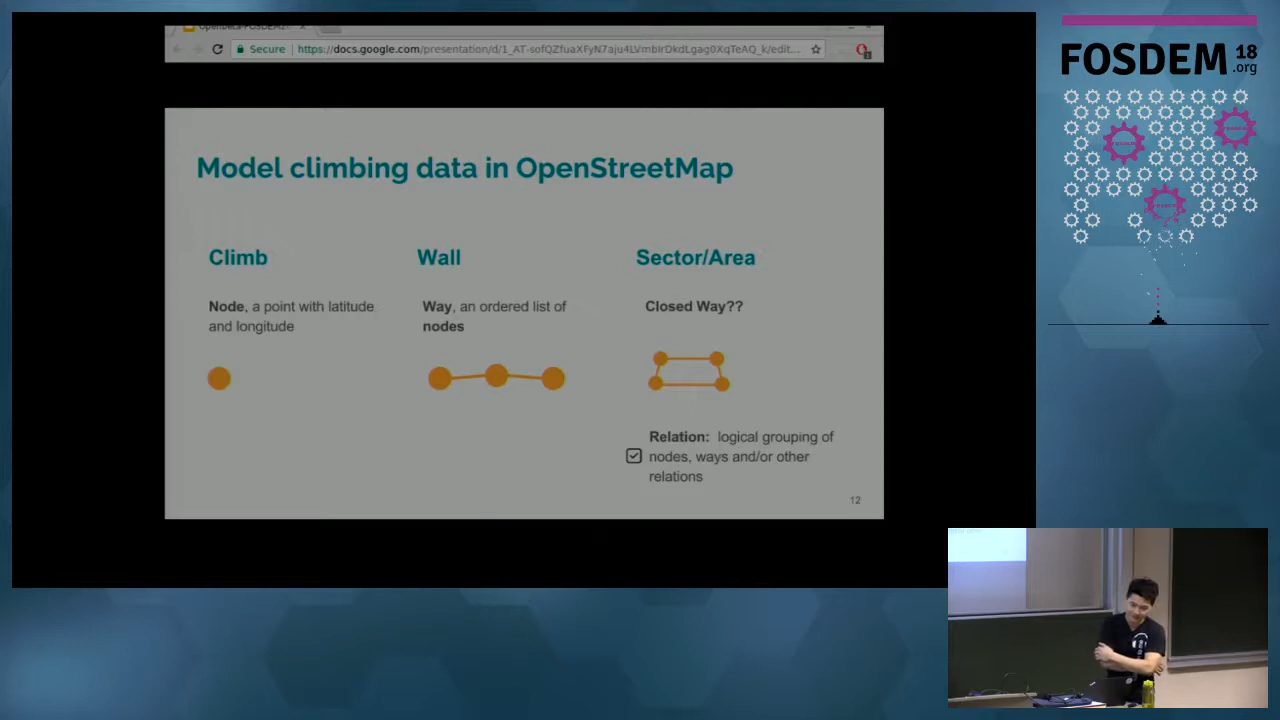 Secure
https://docs.google.com/presentation/d/1_AT-sofQZfuaXFyN7aju4LVmbIrDkdLgag0XqTeAQ_k/edit...
Model climbing data in OpenStreetMap
Climb
Node, a point with latitude
and longitude
Wall
Way, an ordered list of
nodes
Sector/Area
Closed Way??
Relation: logical grouping of
nodes, ways and/or other
relations
12
FOSDEM 18
.org